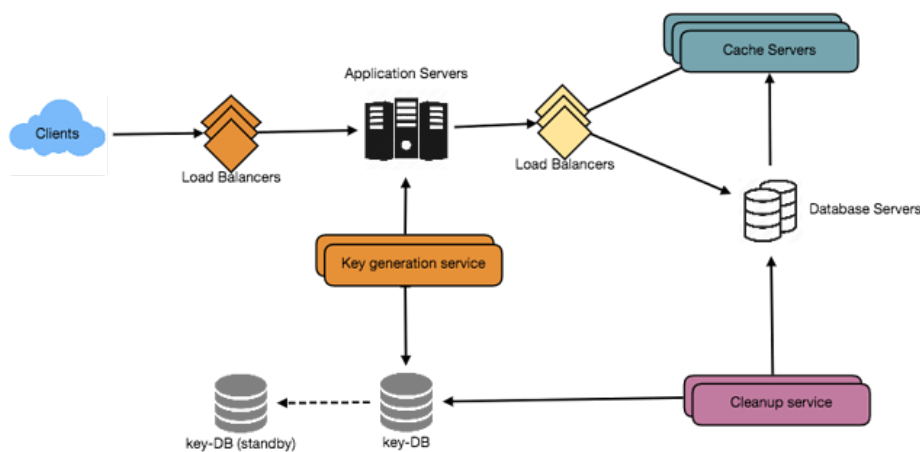 Cache Servers
Application Servers
Clients
Load Balancers
Load Balancers
Database Servers
Key generation service
Cleanup service
key-DB (standby)
key-DB